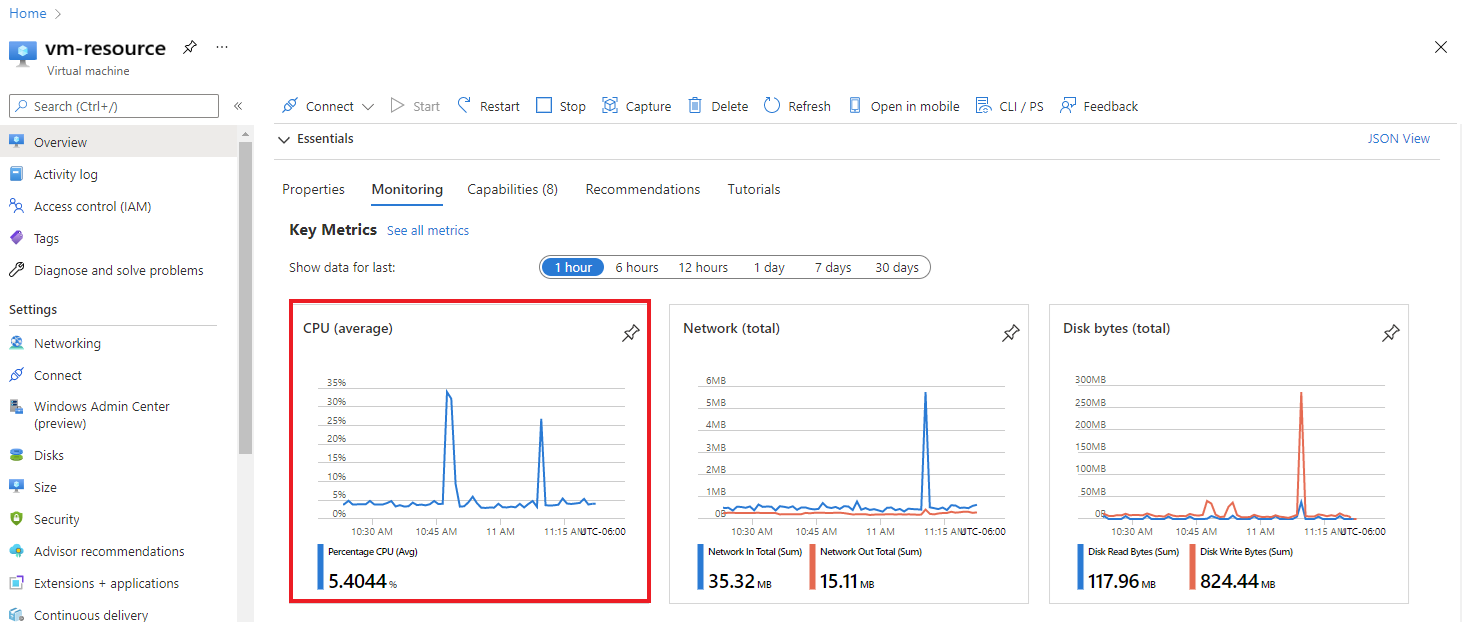 Home
vm-resource
Virtual machine
Search (Ctrl+/)
Connect Start Restart Stop Capture Delete Refresh Open in mobile CLI / PS Feedback
Overview
Activity log
Access control (IAM)
Tags
Diagnose and solve problems
Settings
Networking
Connect
Windows Admin Center
(preview)
Disks
Size
Security
Advisor recommendations
Extensions + applications
Continuous delivery
Essentials
JSON View
Properties Monitoring Capabilities (8) Recommendations Tutorials
Key Metrics See all metrics
Show data for last: 1 hour 6 hours 12 hours 1 day 7 days 30 days
CPU (average)
35%
30%
25%
20%
15%
10%
5%
0%
10:30 AM 10:45 AM 11 AM 11:15 AM UTC-06:00
Percentage CPU (Avg)
5.4044 %
Network (total)
6MB
5MB
4MB
3MB
2MB
1MB
0B
10:30 AM 10:45 AM 11 AM 11:15 AM UTC-06:00
Network In Total (Sum) Network Out Total (Sum)
35.32 MB 15.11 MB
Disk bytes (total)
300MB
250MB
200MB
150MB
100MB
50MB
0B
10:30 AM 10:45 AM 11 AM 11:15 AM UTC-06:00
Disk Read Bytes (Sum) Disk Write Bytes (Sum)
117.96 MB 824.44 MB